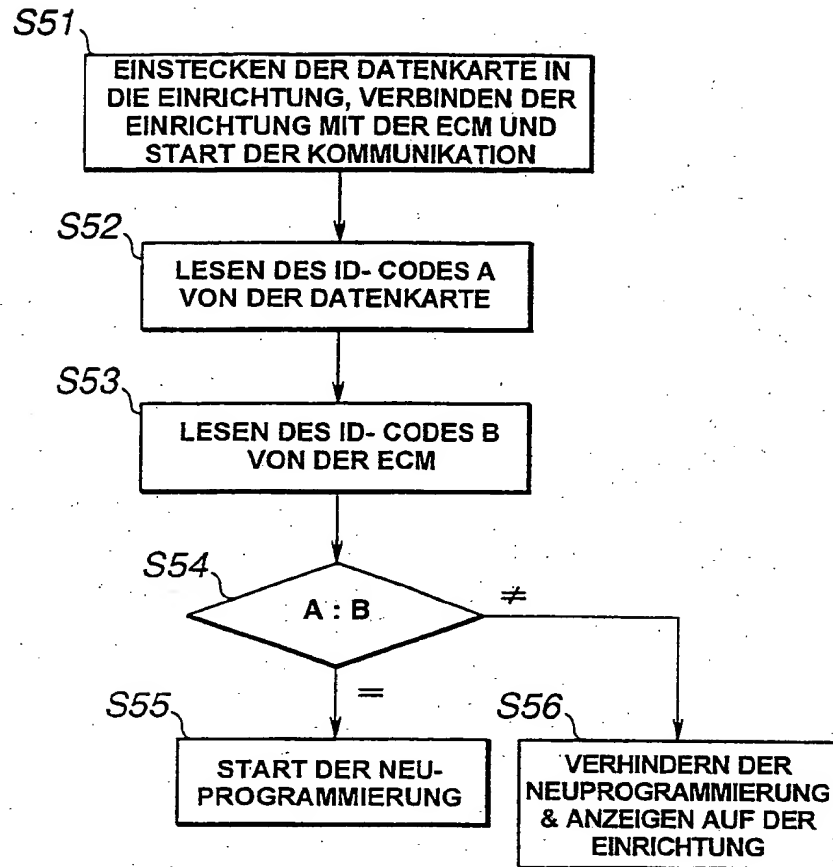 S51
EINSTECKEN DER DATENKARTE IN
DIE EINRICHTUNG, VERBINDEN DER
EINRICHTUNG MIT DER ECM UND
START DER KOMMUNIKATION
S52
LESEN DES ID- CODES A
VON DER DATENKARTE
S53
LESEN DES ID- CODES B
VON DER ECM
S54
A : B
≠
=
S55
START DER NEU-
PROGRAMMIERUNG
S56
VERHINDERN DER
NEUPROGRAMMIERUNG
& ANZEIGEN AUF DER
EINRICHTUNG